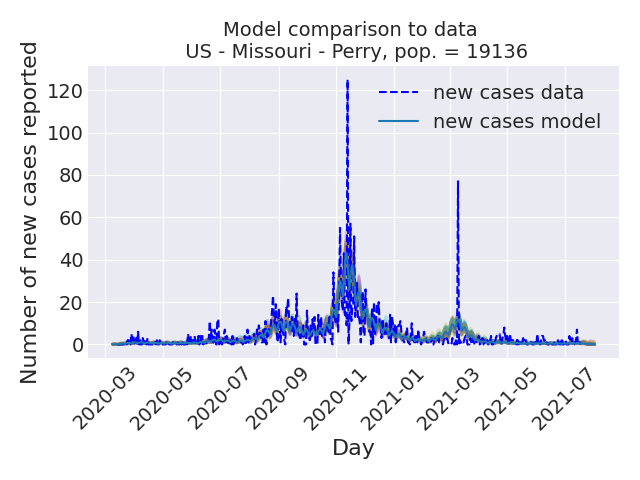 Model comparison to data
US - Missouri - Perry, pop. = 19136
new cases data
new cases model
Number of new cases reported
120
100
80
60
40
20
0
2020-03
2020-05
2020-07
2020-09
2020-11
2021-01
2021-03
2021-05
2021-07
Day